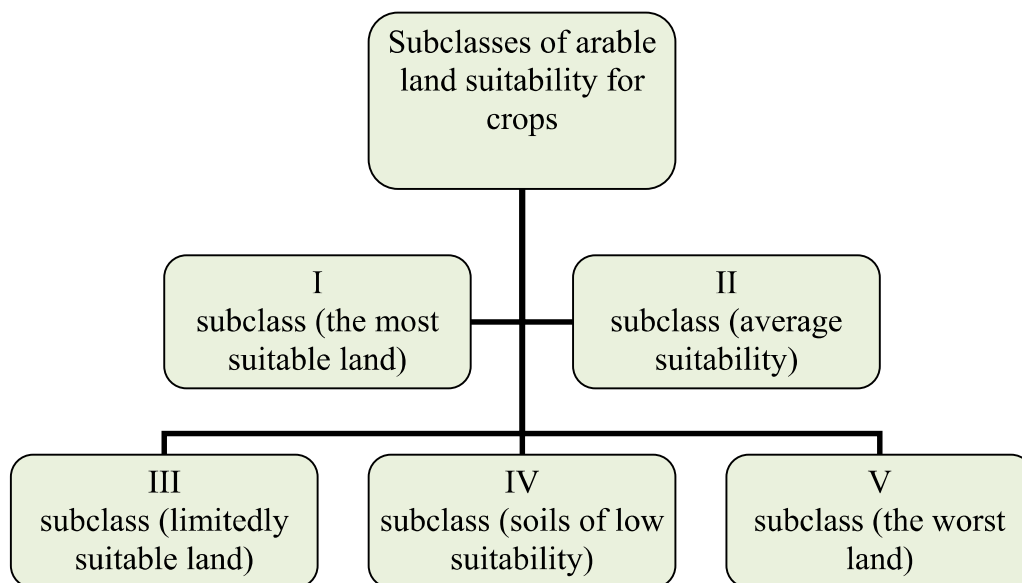 Subclasses of arable
land suitability for
crops
I
subclass (the most
suitable land)
II
subclass (average
suitability)
III
subclass (limitedly
suitable land)
IV
subclass (soils of low
suitability)
V
subclass (the worst
land)